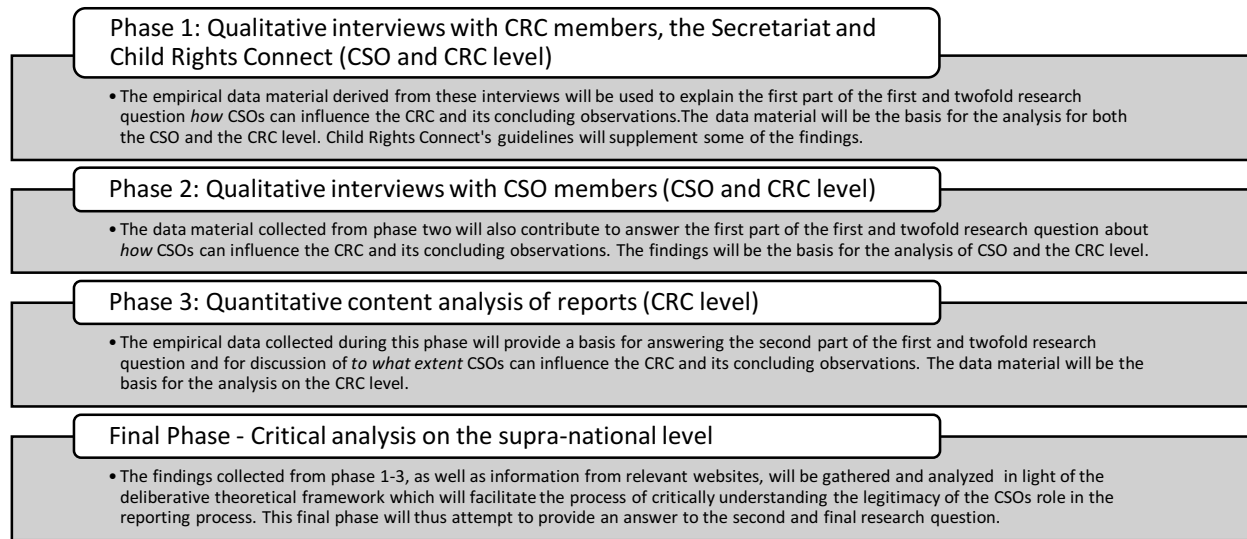 Phase 1: Qualitative interviews with CRC members, the Secretariat and
Child Rights Connect (CSO and CRC level)
• The empirical data material derived from these interviews will be used to explain the first part of the first and twofold research
question how CSOs can influence the CRC and its concluding observations.The data material will be the basis for the analysis for both
the CSO and the CRC level. Child Rights Connect's guidelines will supplement some of the findings.
Phase 2: Qualitative interviews with CSO members (CSO and CRC level)
• The data material collected from phase two will also contribute to answer the first part of the first and twofold research question about
how CSOs can influence the CRC and its concluding observations. The findings will be the basis for the analysis of CSO and the CRC level.
Phase 3: Quantitative content analysis of reports (CRC level)
• The empirical data collected during this phase will provide a basis for answering the second part of the first and twofold research
question and for discussion of to what extent CSOs can influence the CRC and its concluding observations. The data material will be the
basis for the analysis on the CRC level.
Final Phase - Critical analysis on the supra-national level
• The findings collected from phase 1-3, as well as information from relevant websites, will be gathered and analyzed in light of the
deliberative theoretical framework which will facilitate the process of critically understanding the legitimacy of the CSOs role in the
reporting process. This final phase will thus attempt to provide an answer to the second and final research question.